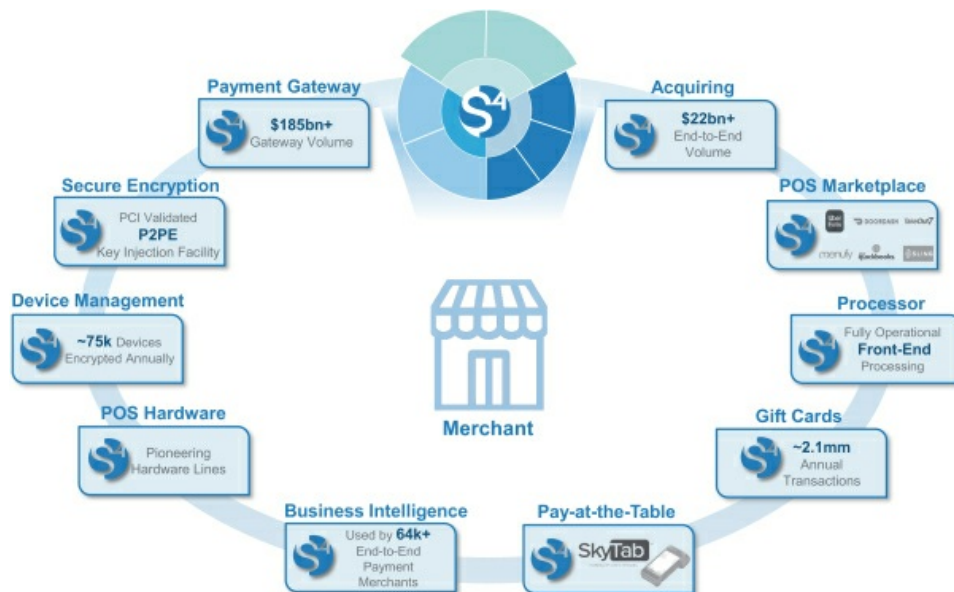 Payment Gateway
$185bn+
Gateway Volume
Acquiring
$22bn+
End-to-End
Volume
Secure Encryption
PCI Validated
P2PE
Key Injection Facility
POS Marketplace
Uber
Eats
DOORDASH
menufy
quickbooks
Device Management
~75k Devices
Encrypted Annually
Processor
Fully Operational
Front-End
Processing
POS Hardware
Pioneering
Hardware Lines
Merchant
Gift Cards
~2.1mm
Annual
Transactions
Business Intelligence
Used by 64k+
End-to-End
Payment
Merchants
Pay-at-the-Table
SkyTab